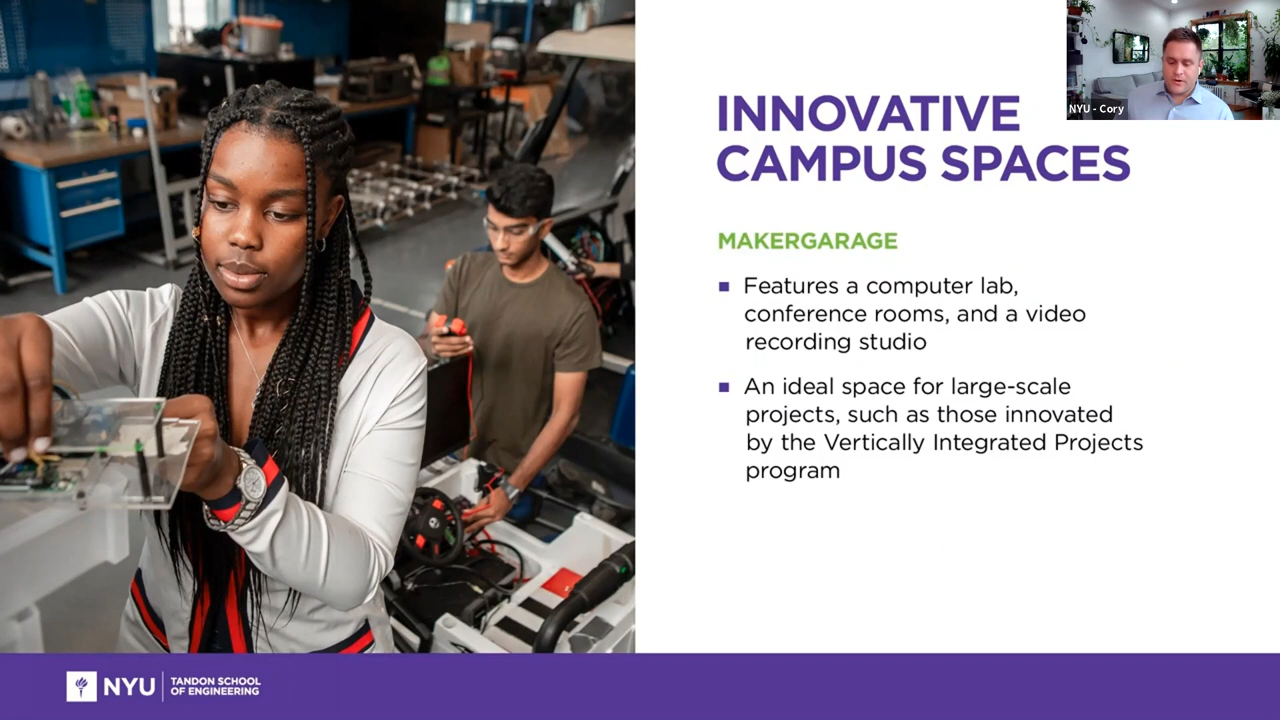 NYU - Cory
INNOVATIVE
CAMPUS SPACES
MAKERGARAGE
Features a computer lab,
conference rooms, and a video
recording studio
An ideal space for large-scale
projects, such as those innovated
by the Vertically Integrated Projects
program
NYU
TANDON SCHOOL
OF ENGINEERING